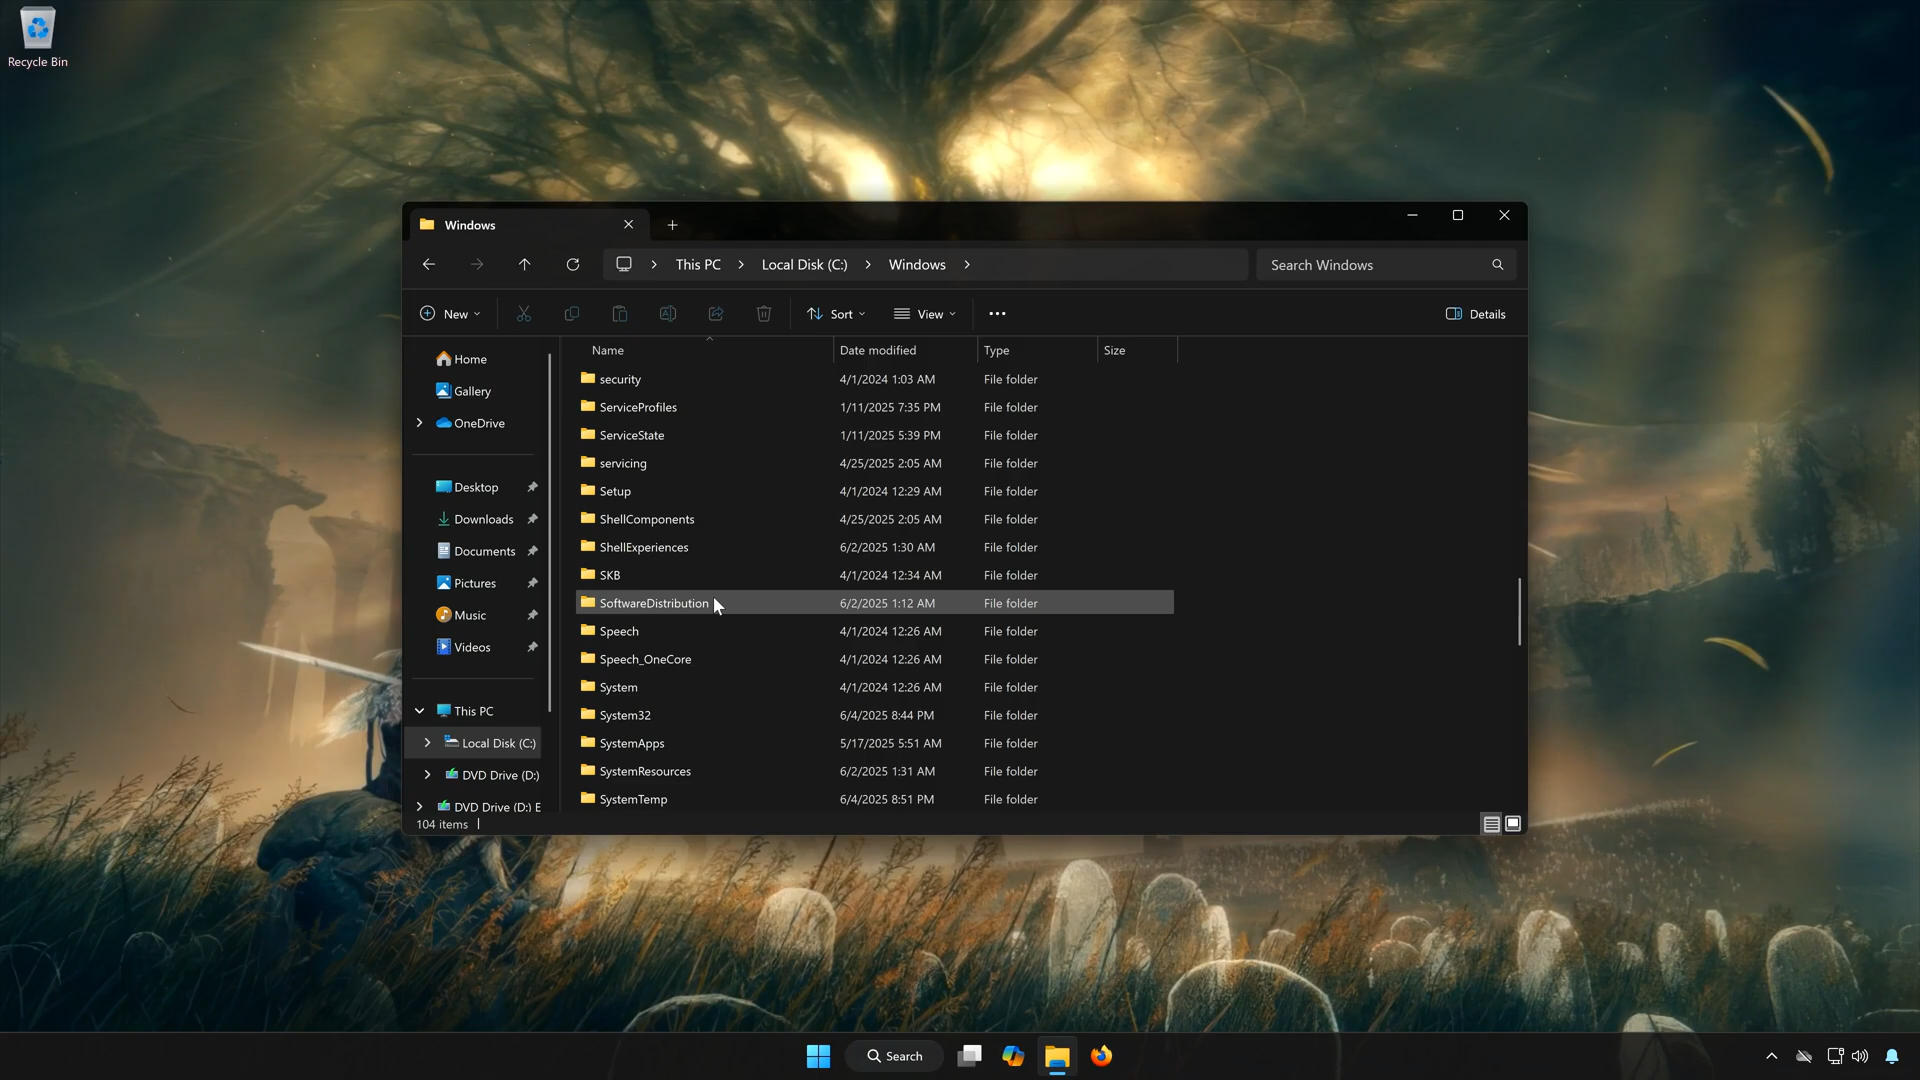 Recycle Bin
Windows
This PC
Local Disk (C:)
Windows
Search Windows
New
Sort
View
Details
Name
Date modified
Type
Size
Home
Gallery
OneDrive
Desktop
Downloads
Documents
Pictures
Music
Videos
This PC
Local Disk (C:)
DVD Drive (D:)
DVD Drive (D:) E
security 4/1/2024 1:03 AM File folder
ServiceProfiles 1/11/2025 7:35 PM File folder
ServiceState 1/11/2025 5:39 PM File folder
servicing 4/25/2025 2:05 AM File folder
Setup 4/1/2024 12:29 AM File folder
ShellComponents 4/25/2025 2:05 AM File folder
ShellExperiences 6/2/2025 1:30 AM File folder
SKB 4/1/2024 12:34 AM File folder
SoftwareDistribution 6/2/2025 1:12 AM File folder
Speech 4/1/2024 12:26 AM File folder
Speech_OneCore 4/1/2024 12:26 AM File folder
System 4/1/2024 12:26 AM File folder
System32 6/4/2025 8:44 PM File folder
SystemApps 5/17/2025 5:51 AM File folder
SystemResources 6/2/2025 1:31 AM File folder
SystemTemp 6/4/2025 8:51 PM File folder
104 items
Search